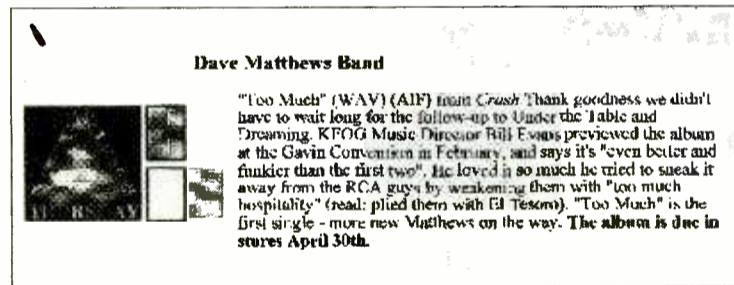 Dave Matthews Band
"Too Much" (WAV) (AIF) from Crash Thank goodness we didn't
have to wait long for the follow-up to Under the Table and
Dreaming. KFOG Music Director Bill Evans previewed the album
at the Gavin Convention in February, and says it's "even better and
funkier than the first two". He loved it so much he tried to sneak it
away from the RCA guys by weakening them with "too much
hospitality" (read: plied them with El Tesoro). "Too Much" is the
first single - more new Matthews on the way. The album is due in
stores April 30th.